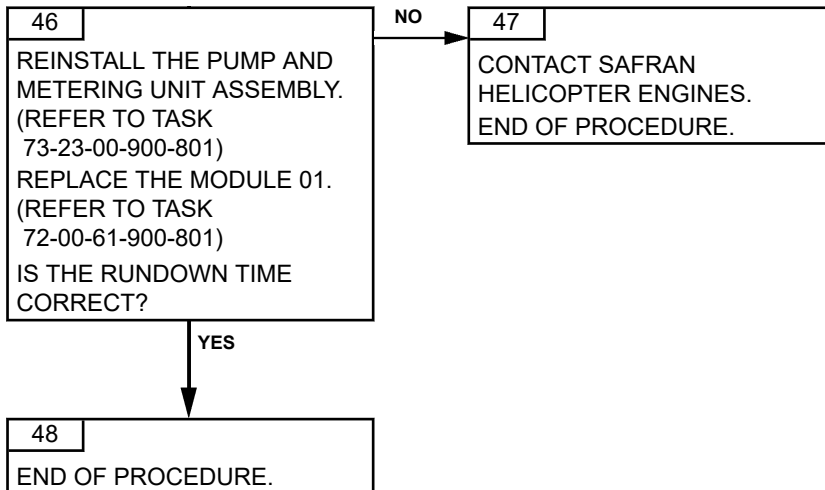 46
REINSTALL THE PUMP AND
METERING UNIT ASSEMBLY.
(REFER TO TASK
73-23-00-900-801)
REPLACE THE MODULE 01.
(REFER TO TASK
72-00-61-900-801)
IS THE RUNDOWN TIME
CORRECT?
NO
47
CONTACT SAFRAN
HELICOPTER ENGINES.
END OF PROCEDURE.
YES
48
END OF PROCEDURE.